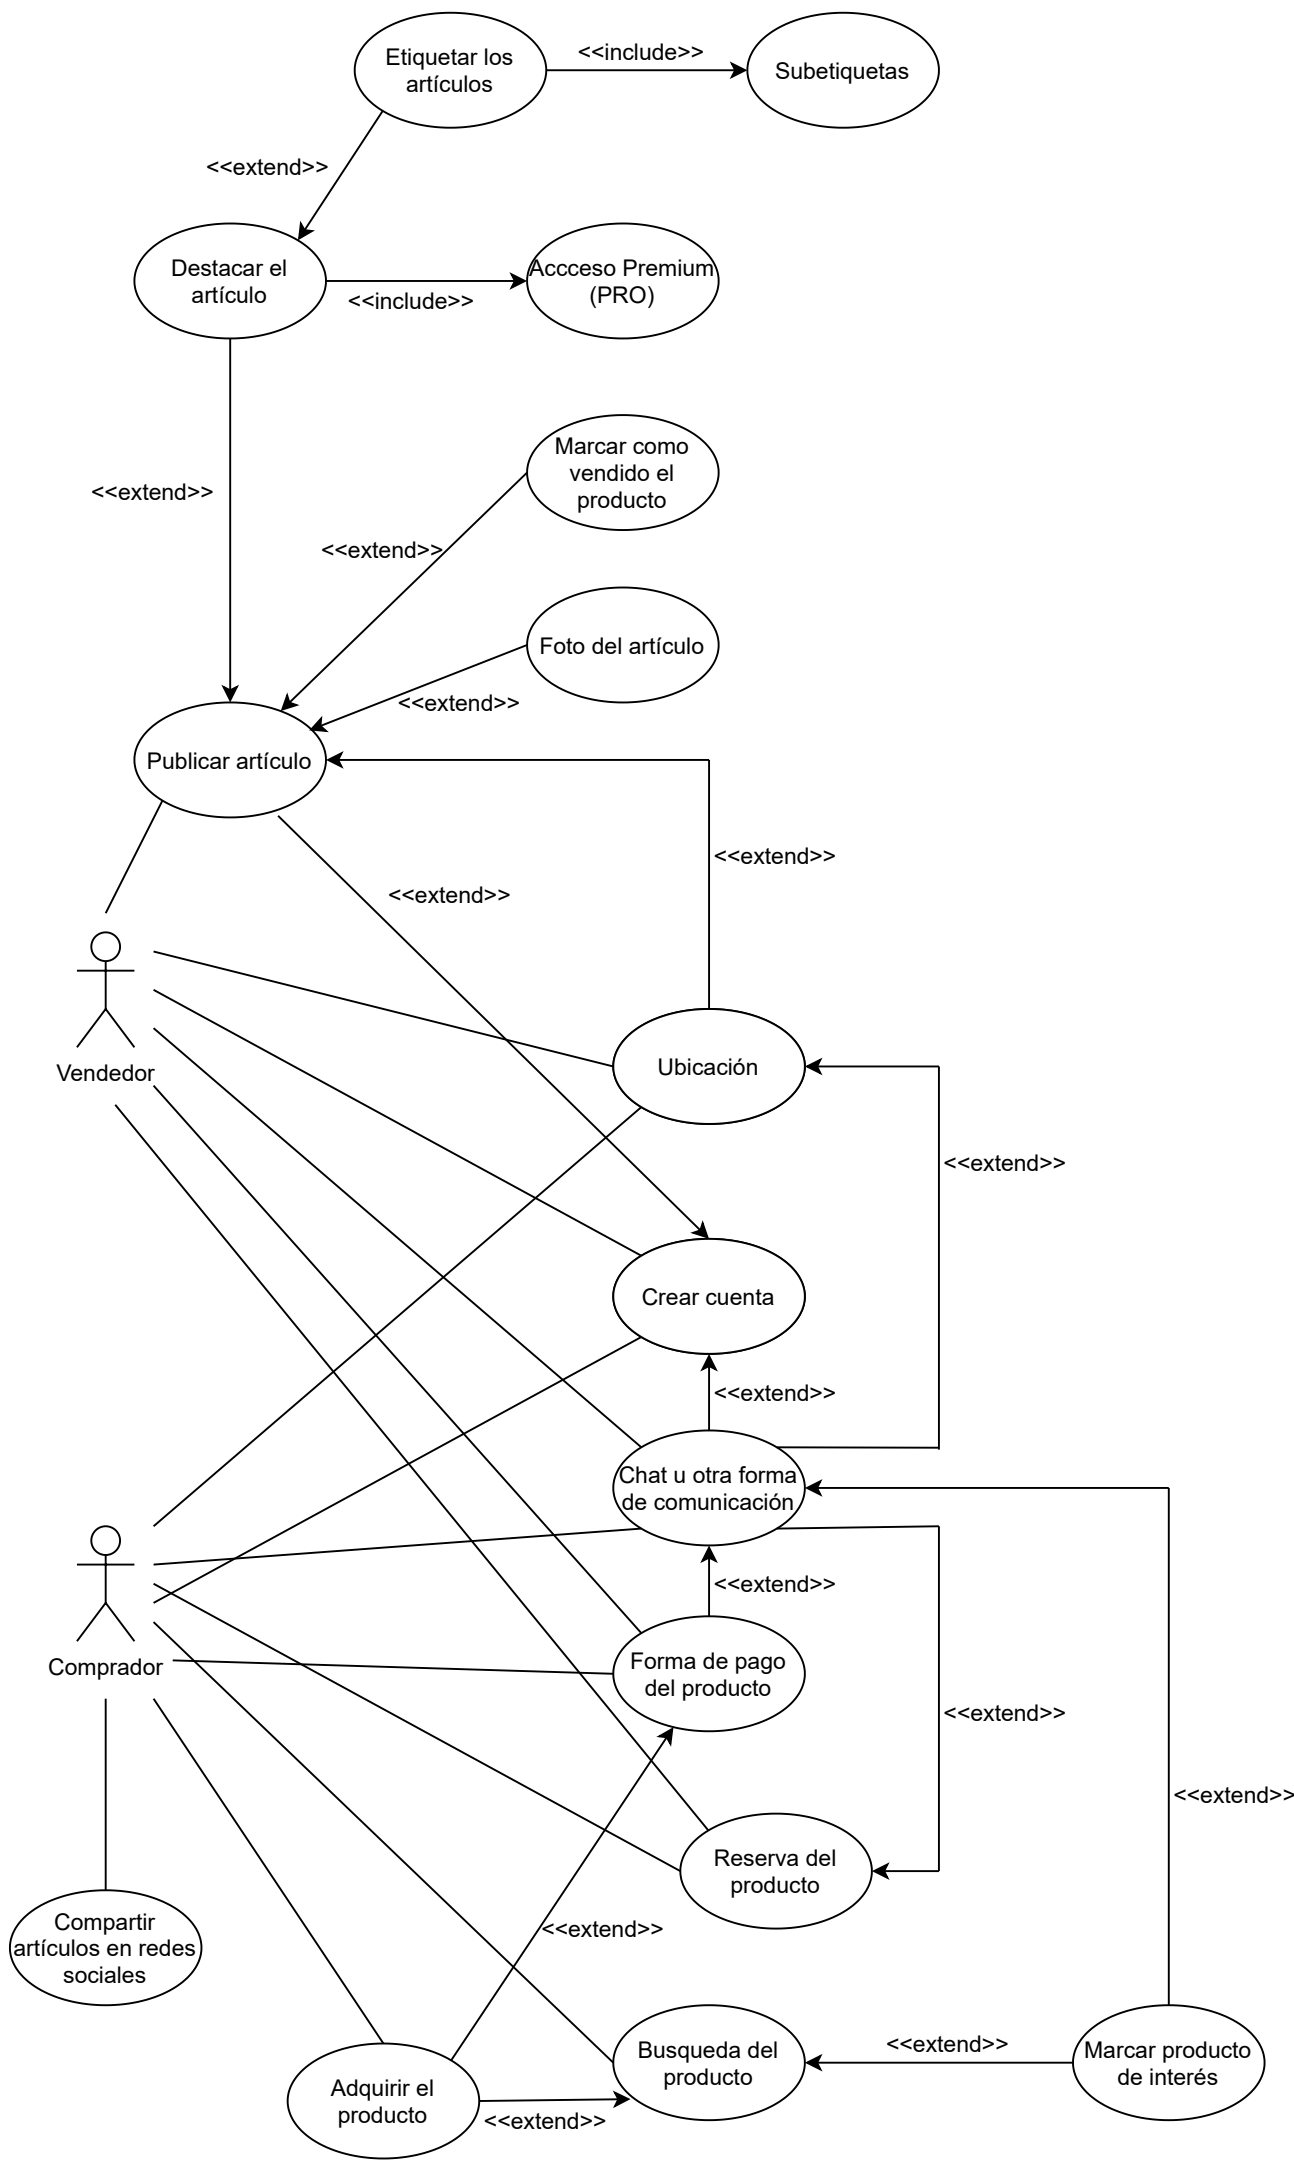 Etiquetar los
artículos
<<include>>
Subetiquetas
<<extend>>
Destacar el
artículo
<<include>>
Accceso Premium
(PRO)
<<extend>>
Marcar como
vendido el
producto
<<extend>>
Foto del artículo
<<extend>>
Publicar artículo
<<extend>>
<<extend>>
Vendedor
Ubicación
<<extend>>
Crear cuenta
<<extend>>
Chat u otra forma
de comunicación
<<extend>>
Comprador
Forma de pago
del producto
<<extend>>
<<extend>>
Reserva del
producto
<<extend>>
Compartir
artículos en redes
sociales
Busqueda del
producto
<<extend>>
Marcar producto
de interés
Adquirir el
producto
<<extend>>